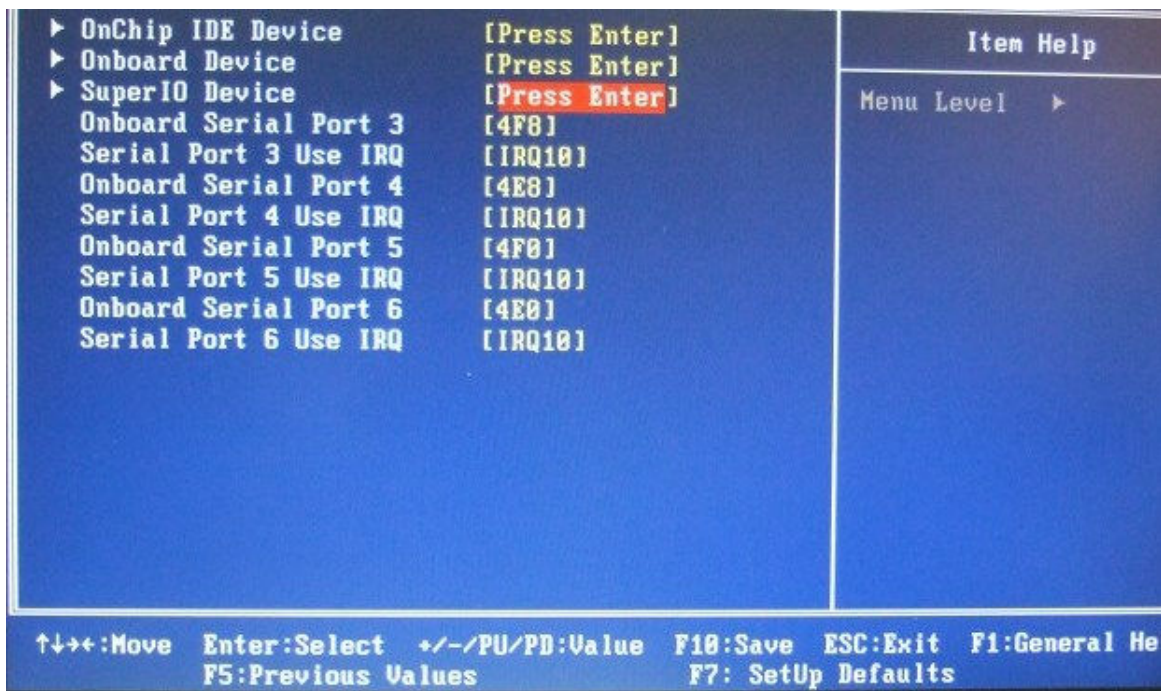 ▶ OnChip IDE Device [Press Enter]
▶ Onboard Device [Press Enter]
▶ SuperIO Device [Press Enter]
Onboard Serial Port 3 [4F8]
Serial Port 3 Use IRQ [IRQ10]
Onboard Serial Port 4 [4E8]
Serial Port 4 Use IRQ [IRQ10]
Onboard Serial Port 5 [4F0]
Serial Port 5 Use IRQ [IRQ10]
Onboard Serial Port 6 [4E0]
Serial Port 6 Use IRQ [IRQ10]
Item Help
Menu Level ▶
↑↓→←:Move Enter:Select +/-/PU/PD:Value F10:Save ESC:Exit F1:General He
F5:Previous Values F7: SetUp Defaults